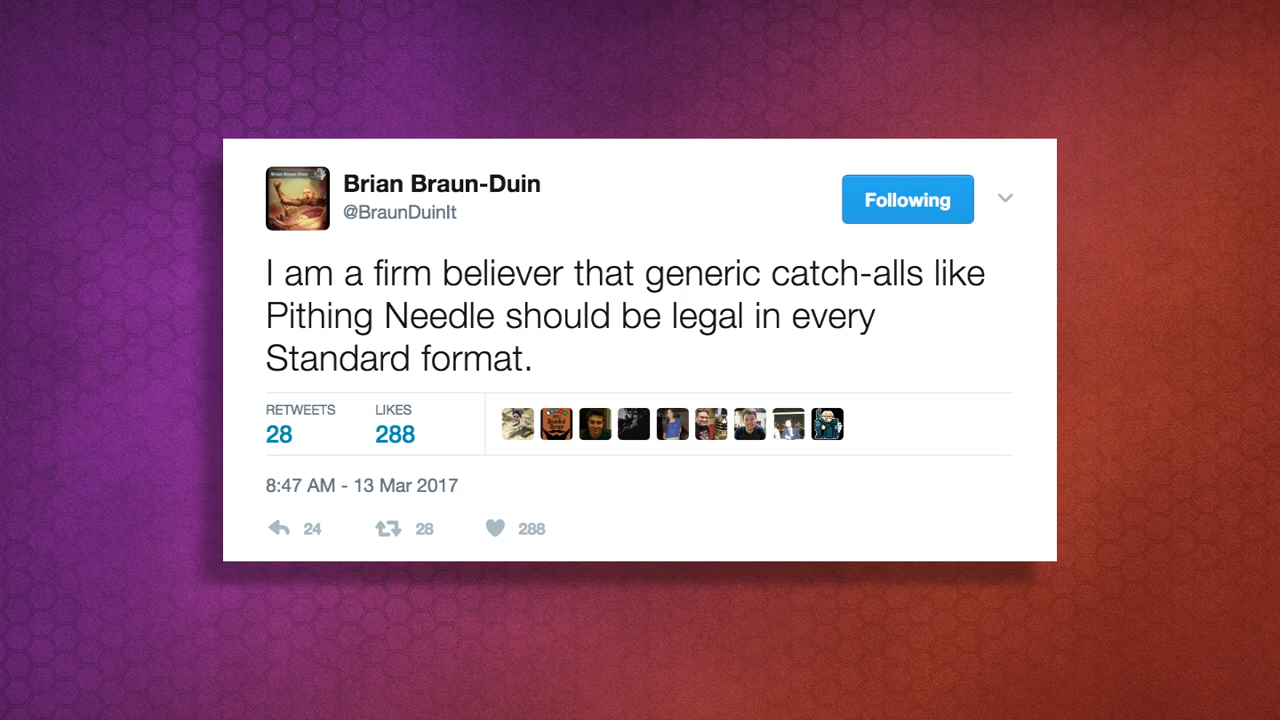 Brian Braun-Duin
@BraunDuinIt
Following
I am a firm believer that generic catch-alls like
Pithing Needle should be legal in every
Standard format.
RETWEETS LIKES
28 288
8:47 AM - 13 Mar 2017
24 28 288